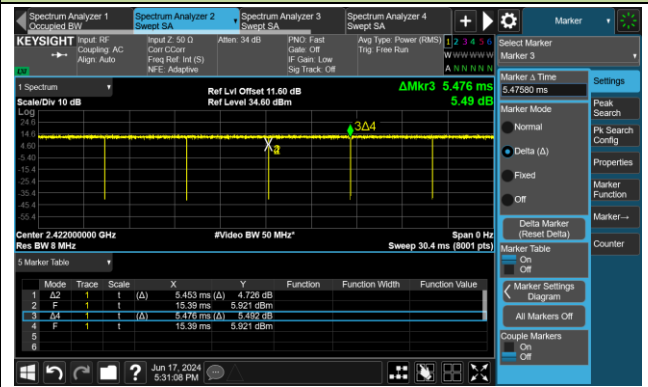 Spectrum Analyzer 1
Occupied BW
Spectrum Analyzer 2
Swept SA
Spectrum Analyzer 3
Swept SA
Spectrum Analyzer 4
Swept SA
Marker
KEYSIGHT
Input: RF
Coupling: AC
Align: Auto
Input Z: 50 Ω
Corr CCorr
Freq Ref: Int (S)
NFE: Adaptive
Atten: 34 dB
PNO: Fast
Gate: Off
IF Gain: Low
Sig Track: Off
Avg Type: Power (RMS)
Trig: Free Run
1 2 3 4 5 6
W W W W W W
A N N N N N
Select Marker
Marker 3
1 Spectrum
Scale/Div 10 dB
Ref Lvl Offset 11.60 dB
Ref Level 34.60 dBm
ΔMkr3 5.476 ms
5.49 dB
Log
24.6
14.6
4.60
-5.40
-15.4
-25.4
-35.4
-45.4
-55.4
3Δ4
Center 2.422000000 GHz
Res BW 8 MHz
#Video BW 50 MHz*
Span 0 Hz
Sweep 30.4 ms (8001 pts)
5 Marker Table
Mode Trace Scale X Y Function Function Width Function Value
1 Δ2 1 t (Δ) 5.453 ms (Δ) 4.726 dB
2 F 1 t 15.39 ms 5.921 dBm
3 Δ4 1 t (Δ) 5.476 ms (Δ) 5.492 dB
4 F 1 t 15.39 ms 5.921 dBm
5
6
Marker Δ Time
5.47580 ms
Marker Mode
Normal
Delta (Δ)
Fixed
Off
Delta Marker
(Reset Delta)
Marker Table
On
Off
Marker Settings
Diagram
All Markers Off
Couple Markers
On
Off
Settings
Peak
Search
Pk Search
Config
Properties
Marker
Function
Marker→
Counter
Jun 17, 2024
5:31:08 PM